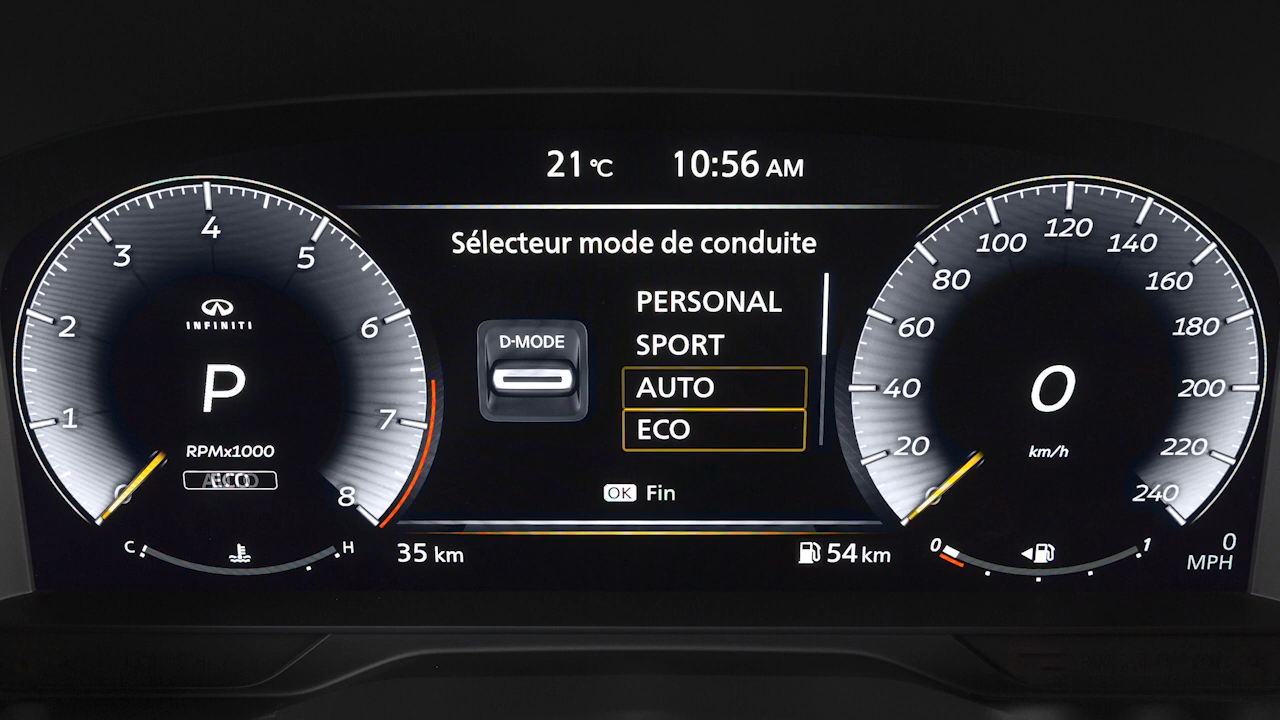 21 °C 10:56 AM
Sélecteur mode de conduite
PERSONAL
SPORT
D-MODE
AUTO
ECO
OK Fin
0 1 2 3 4 5 6 7 8
INFINITI
P
RPMx1000
ECO
C H
35 km
54 km
0 20 40 60 80 100 120 140 160 180 200 220 240
0
km/h
0 1
0
MPH